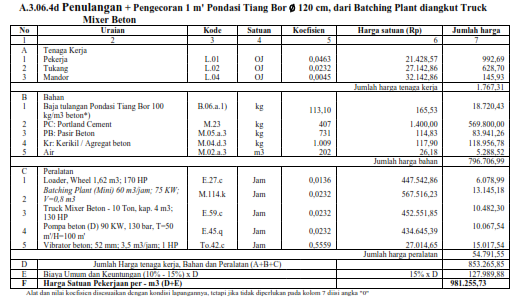 A.3.06.4d Penulangan + Pengecoran 1 m' Pondasi Tiang Bor ϕ 120 cm, dari Batching Plant diangkut Truck
Mixer Beton
No Uraian Kode Satuan Koefisien Harga satuan (Rp) Jumlah harga
1 2 3 4 5 6 7
A Tenaga Kerja
1 Pekerja L.01 OJ 0,0463 21.428,57 992,69
2 Tukang L.02 OJ 0,0232 27.142,86 628,70
3 Mandor L.04 OJ 0,0045 32.142,86 145,93
Jumlah harga tenaga kerja 1.767,31
B Bahan
1 Baja tulangan Pondasi Tiang Bor 100 kg/m3 beton*) B.06.a.1) kg 113,10 165,53 18.720,43
2 PC: Portland Cement M.23 kg 407 1.400,00 569.800,00
3 PB: Pasir Beton M.05.a.3 kg 731 114,83 83.941,26
4 Kr: Kerikil / Agregat beton M.04.d.3 kg 1.009 117,90 118.956,78
5 Air M.02.a.3 m3 202 26,18 5.288,52
Jumlah harga bahan 796.706,99
C Peralatan
1 Loader, Wheel 1,62 m3; 170 HP E.27.c Jam 0,0136 447.542,86 6.078,99
2 Batching Plant (Mini) 60 m3/jam; 75 KW; V=0,8 m3 M.114.k Jam 0,0232 567.516,23 13.145,18
3 Truck Mixer Beton - 10 Ton, kap. 4 m3; 130 HP E.59.c Jam 0,0232 452.551,85 10.482,30
4 Pompa beton (D) 90 KW, 130 bar, T=50 m'/H=100 m' E.45.q Jam 0,0232 434.645,39 10.067,54
5 Vibrator beton; 52 mm; 3,5 m3/jam; 1 HP To.42.c Jam 0,5559 27.014,65 15.017,54
Jumlah harga peralatan 54.791,55
D Jumlah Harga tenaga kerja, Bahan dan Peralatan (A+B+C) 853.265,85
E Biaya Umum dan Keuntungan (10% - 15%) x D 15% x D 127.989,88
F Harga Satuan Pekerjaan per - m3 (D+E) 981.255,73
Alat dan nilai koefisien disesuaikan dengan kondisi lapangannya, tetapi jika tidak diperlukan pada kolom 7 diisi angka "0"